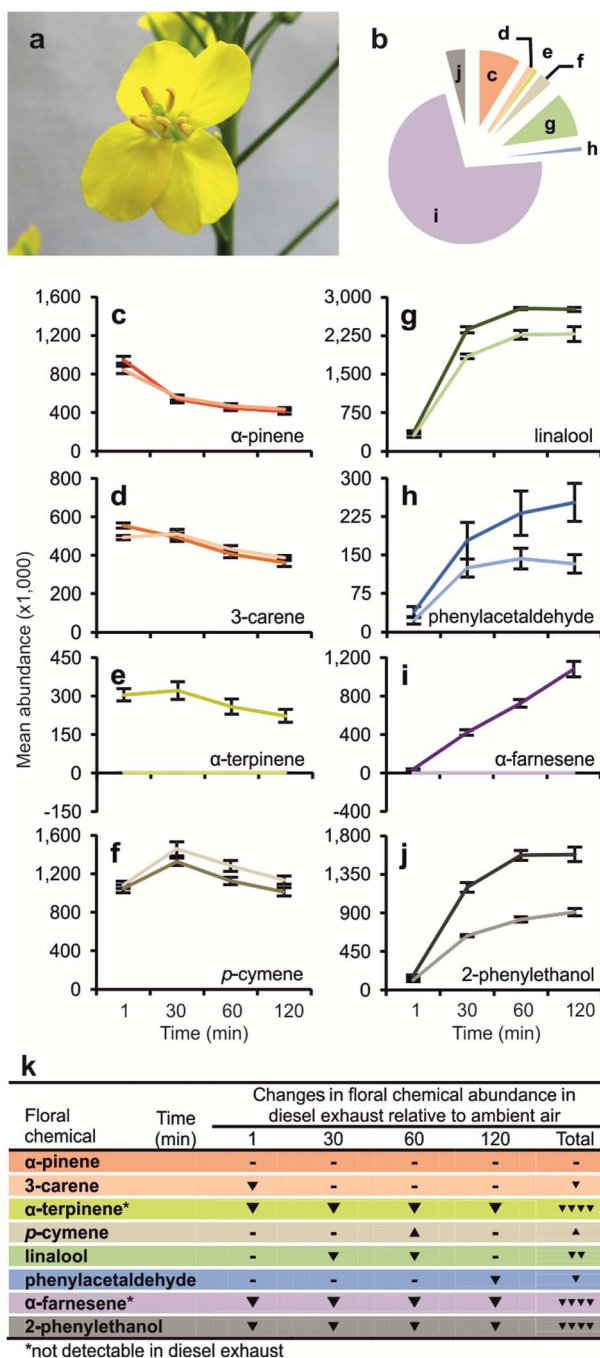 a
b
d
e
f
j
c
g
h
i
Mean abundance (x1,000)
c
1,600
1,200
800
400
0
α-pinene
g
3,000
2,250
1,500
750
0
linalool
d
800
600
400
200
0
3-carene
h
300
225
150
75
0
phenylacetaldehyde
e
450
300
150
0
-150
α-terpinene
i
1,200
800
400
0
-400
α-farnesene
f
1,600
1,200
800
400
0
p-cymene
1 30 60 120
Time (min)
j
1,800
1,350
900
450
0
2-phenylethanol
1 30 60 120
Time (min)
k
Changes in floral chemical abundance in
diesel exhaust relative to ambient air
Floral chemical Time (min) 1 30 60 120 Total
α-pinene - - - - -
3-carene ▼ - - - ▼
α-terpinene* ▼ ▼ ▼ ▼ ▼▼▼▼
p-cymene - - ▲ - ▲
linalool - ▼ ▼ - ▼▼
phenylacetaldehyde - - - ▼ ▼
α-farnesene* ▼ ▼ ▼ ▼ ▼▼▼▼
2-phenylethanol ▼ ▼ ▼ ▼ ▼▼▼▼
*not detectable in diesel exhaust